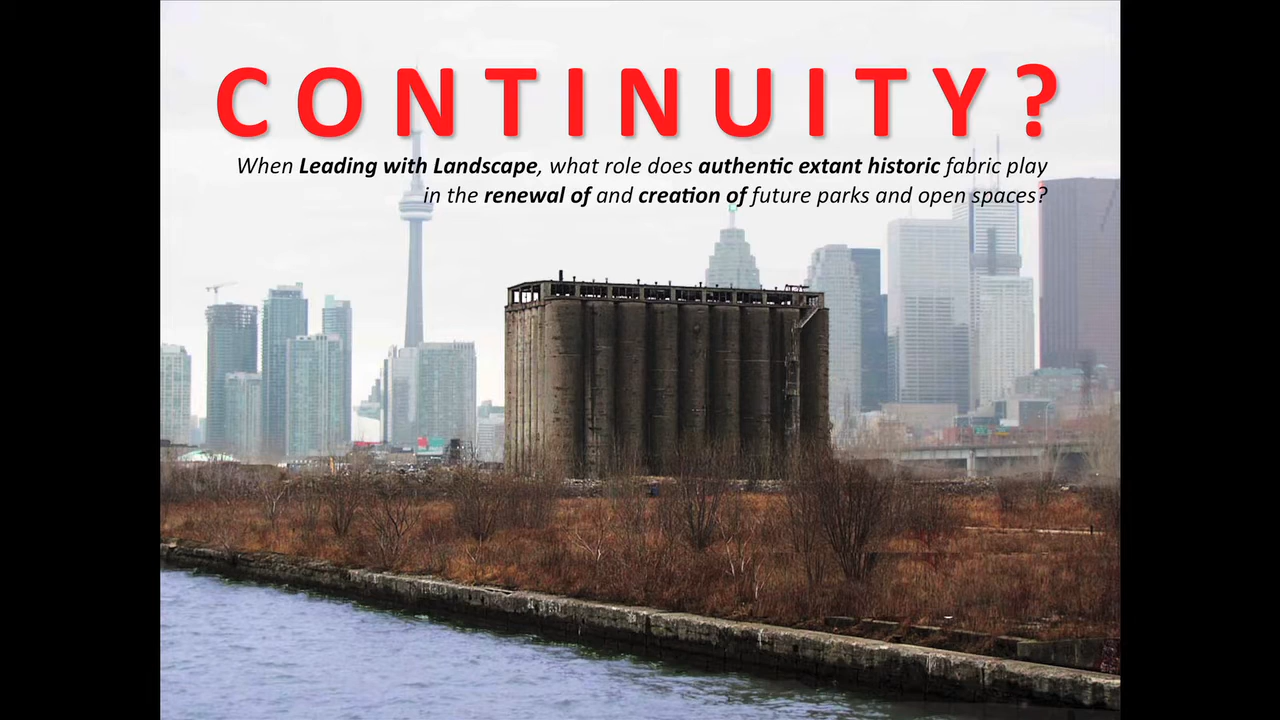 CONTINUITY?
When Leading with Landscape, what role does authentic extant historic fabric play
in the renewal of and creation of future parks and open spaces?